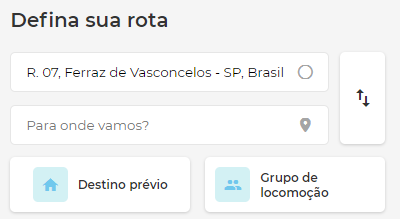 Defina sua rota
R. 07, Ferraz de Vasconcelos - SP, Brasil
Para onde vamos?
Destino prévio
Grupo de
locomoção